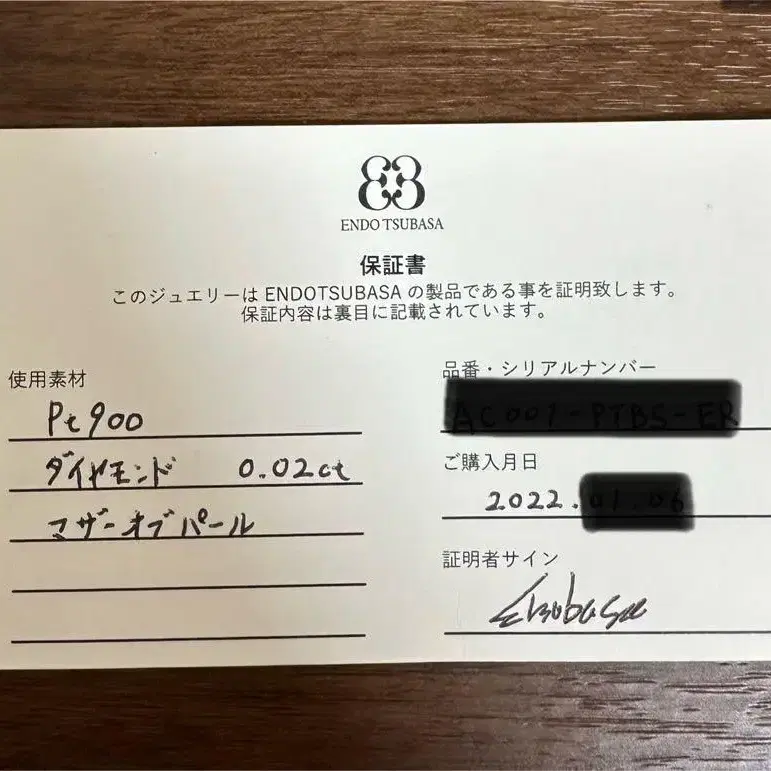 83
ENDO TSUBASA
保証書
このジュエリーは ENDOTSUBASA の製品である事を証明致します。
保証内容は裏目に記載されています。
使用素材
Pt900
ダイヤモンド 0.02ct
マザーオブパール
品番・シリアルナンバー
ご購入月日
2022.
証明者サイン